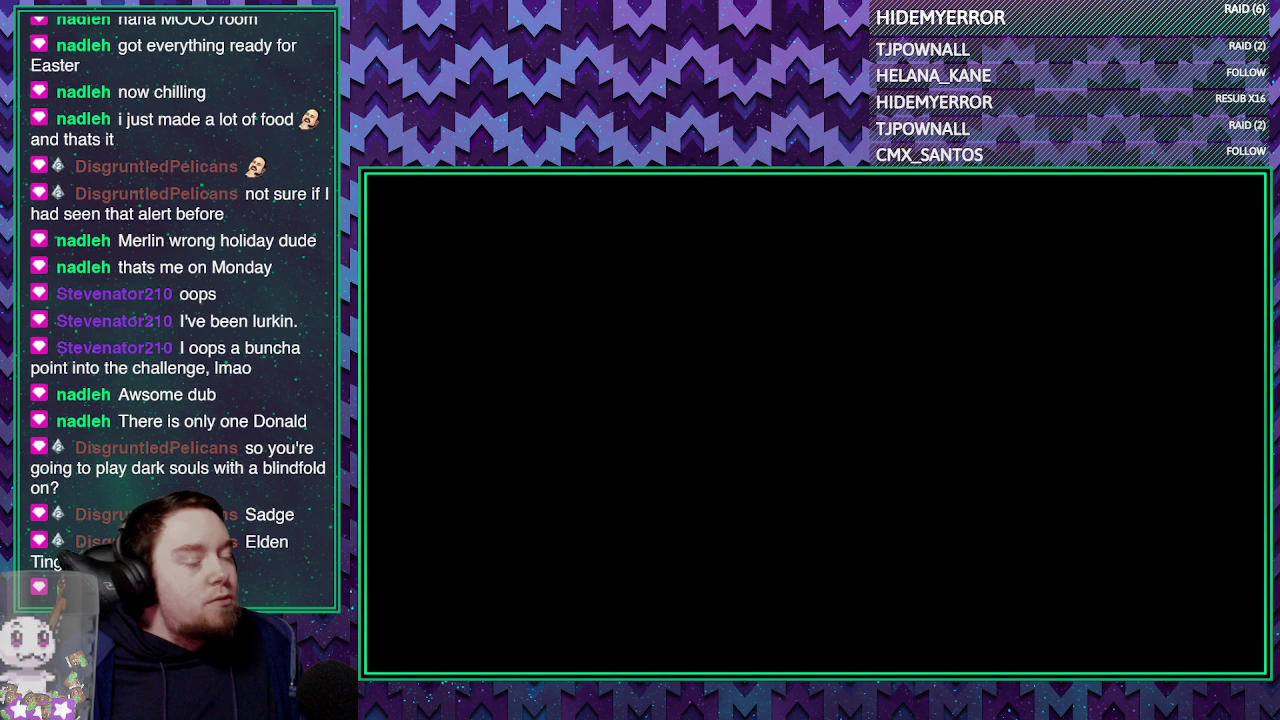 nadleh nana MOOO room
nadleh got everything ready for
Easter
nadleh now chilling
nadleh i just made a lot of food
and thats it
DisgruntledPelicans
DisgruntledPelicans not sure if I
had seen that alert before
nadleh Merlin wrong holiday dude
nadleh thats me on Monday
Stevenator210 oops
Stevenator210 I've been lurkin.
Stevenator210 I oops a buncha
point into the challenge, lmao
nadleh Awsome dub
nadleh There is only one Donald
DisgruntledPelicans so you're
going to play dark souls with a blindfold
on?
Sadge
Elden
HIDEMYERROR RAID (6)
TJPOWNALL RAID (2)
HELANA_KANE FOLLOW
HIDEMYERROR RESUB X16
TJPOWNALL RAID (2)
CMX_SANTOS FOLLOW